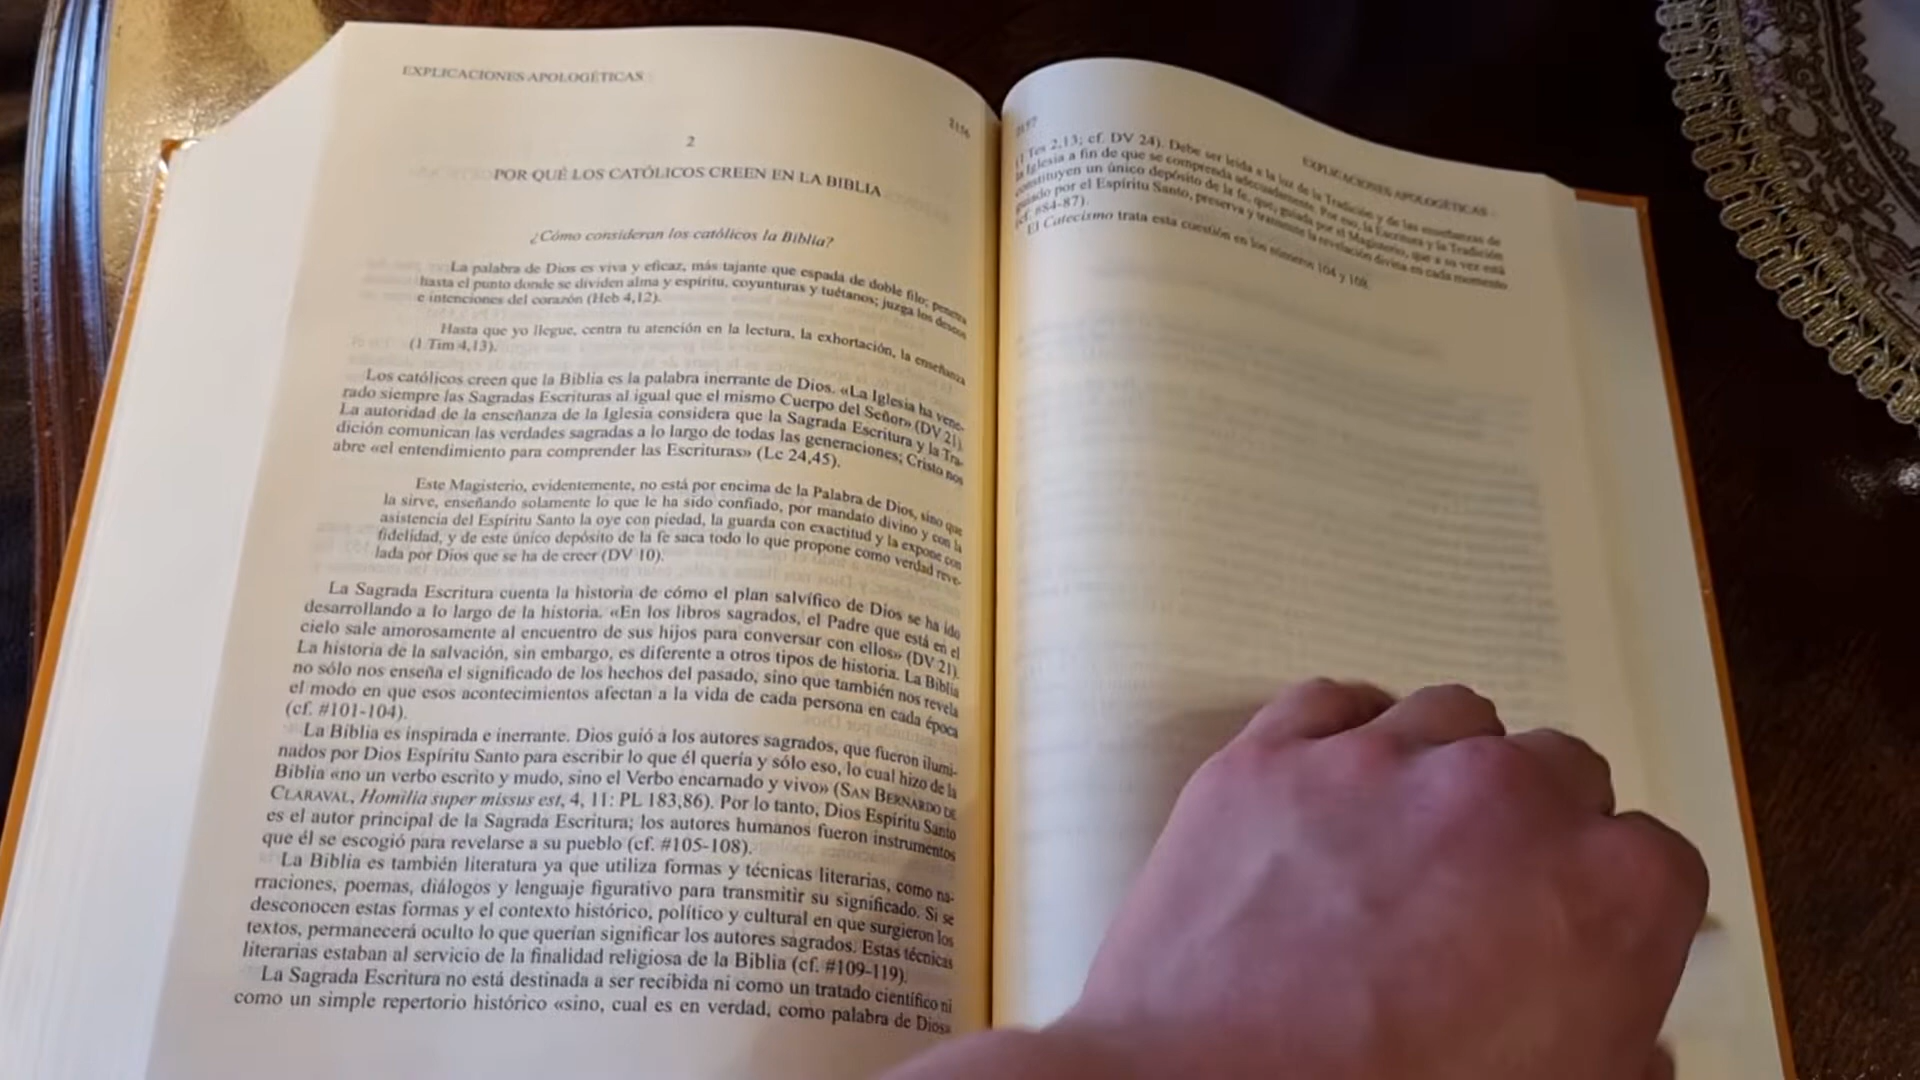 EXPLICACIONES APOLOGÉTICAS
2156
2
POR QUÉ LOS CATÓLICOS CREEN EN LA BIBLIA
¿Cómo consideran los católicos la Biblia?
La palabra de Dios es viva y eficaz, más tajante que espada de doble filo; penetra
hasta el punto donde se dividen alma y espíritu, coyunturas y tuétanos; juzga los deseos
e intenciones del corazón (Heb 4,12).
Hasta que yo llegue, centra tu atención en la lectura, la exhortación, la enseñanza
(1 Tim 4,13).
Los católicos creen que la Biblia es la palabra inerrante de Dios. «La Iglesia ha vene-
rado siempre las Sagradas Escrituras al igual que el mismo Cuerpo del Señor» (DV 21).
La autoridad de la enseñanza de la Iglesia considera que la Sagrada Escritura y la Tra-
dición comunican las verdades sagradas a lo largo de todas las generaciones; Cristo nos
abre «el entendimiento para comprender las Escrituras» (Lc 24,45).
Este Magisterio, evidentemente, no está por encima de la Palabra de Dios, sino que
la sirve, enseñando solamente lo que le ha sido confiado, por mandato divino y con la
asistencia del Espíritu Santo la oye con piedad, la guarda con exactitud y la expone con
fidelidad, y de este único depósito de la fe saca todo lo que propone como verdad reve-
lada por Dios que se ha de creer (DV 10).
La Sagrada Escritura cuenta la historia de cómo el plan salvífico de Dios se ha ido
desarrollando a lo largo de la historia. «En los libros sagrados, el Padre que está en el
cielo sale amorosamente al encuentro de sus hijos para conversar con ellos» (DV 21).
La historia de la salvación, sin embargo, es diferente a otros tipos de historia. La Biblia
no sólo nos enseña el significado de los hechos del pasado, sino que también nos revela
el modo en que esos acontecimientos afectan a la vida de cada persona en cada época
(cf. #101-104).
La Biblia es inspirada e inerrante. Dios guió a los autores sagrados, que fueron ilumi-
nados por Dios Espíritu Santo para escribir lo que él quería y sólo eso, lo cual hizo de la
Biblia «no un verbo escrito y mudo, sino el Verbo encarnado y vivo» (SAN BERNARDO DE
CLARAVAL, Homilia super missus est, 4, 11: PL 183,86). Por lo tanto, Dios Espíritu Santo
es el autor principal de la Sagrada Escritura; los autores humanos fueron instrumentos
que él se escogió para revelarse a su pueblo (cf. #105-108).
La Biblia es también literatura ya que utiliza formas y técnicas literarias, como na-
rraciones, poemas, diálogos y lenguaje figurativo para transmitir su significado. Si se
desconocen estas formas y el contexto histórico, político y cultural en que surgieron los
textos, permanecerá oculto lo que querían significar los autores sagrados. Estas técnicas
literarias estaban al servicio de la finalidad religiosa de la Biblia (cf. #109-119).
La Sagrada Escritura no está destinada a ser recibida ni como un tratado científico ni
como un simple repertorio histórico «sino, cual es en verdad, como palabra de Dios»
2157
EXPLICACIONES APOLOGÉTICAS
(1 Tes 2,13; cf. DV 24). Debe ser leída a la luz de la Tradición y de las enseñanzas de
la Iglesia a fin de que se comprenda adecuadamente. Por eso, la Escritura y la Tradición
constituyen un único depósito de la fe, que, guiada por el Magisterio, que a su vez está
guiado por el Espíritu Santo, preserva y transmite la revelación divina en cada momento
(cf. #84-87).
El Catecismo trata esta cuestión en los números 104 y 108.